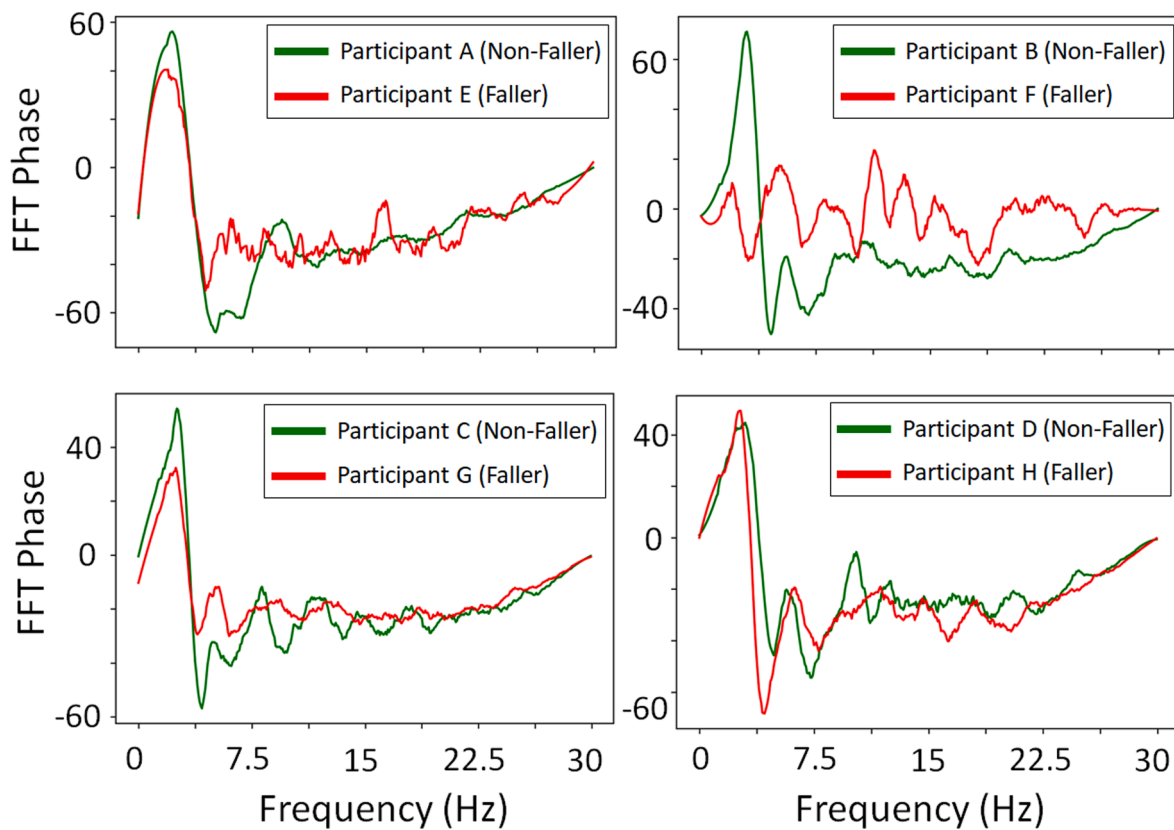 60
0
-60
FFT Phase
Participant A (Non-Faller)
Participant E (Faller)
60
0
-40
Participant B (Non-Faller)
Participant F (Faller)
40
0
-60
FFT Phase
Participant C (Non-Faller)
Participant G (Faller)
0 7.5 15 22.5 30
Frequency (Hz)
40
0
-60
Participant D (Non-Faller)
Participant H (Faller)
0 7.5 15 22.5 30
Frequency (Hz)